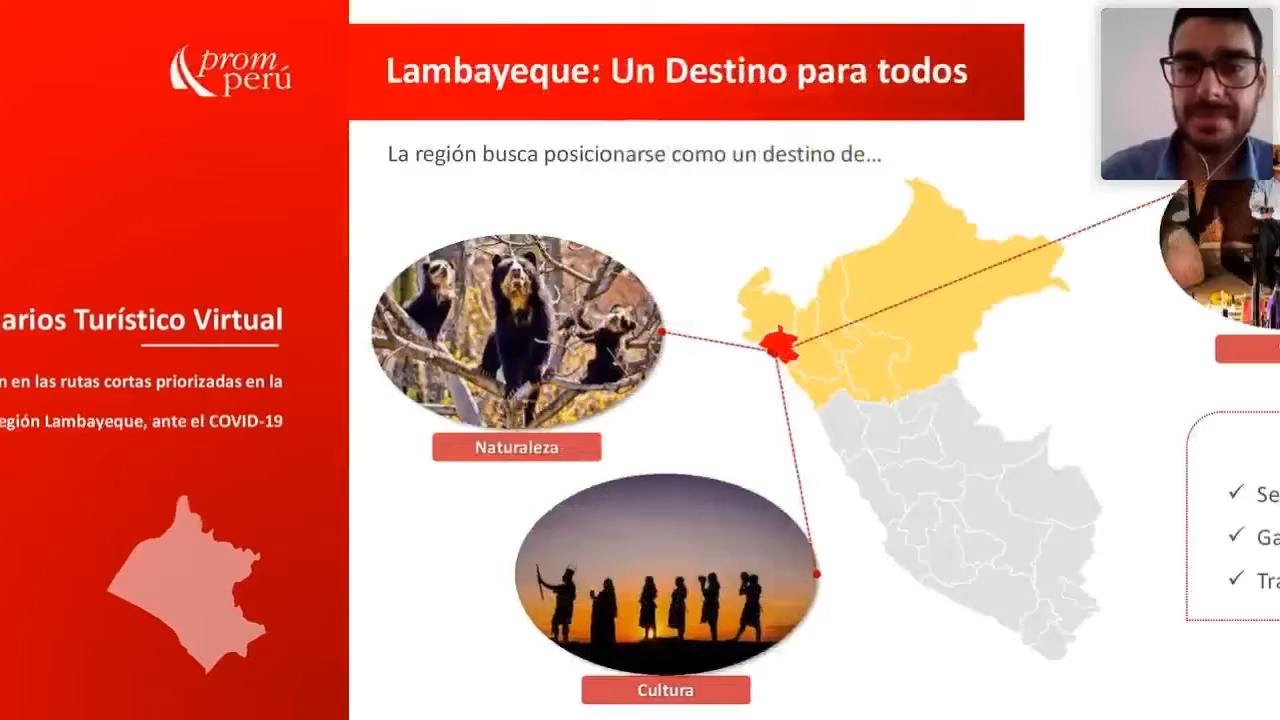 prom
perú
Lambayeque: Un Destino para todos
La región busca posicionarse como un destino de...
arios Turístico Virtual
n en las rutas cortas priorizadas en la
egión Lambayeque, ante el COVID-19
Naturaleza
Cultura
✓ Se
✓ Ga
✓ Tra